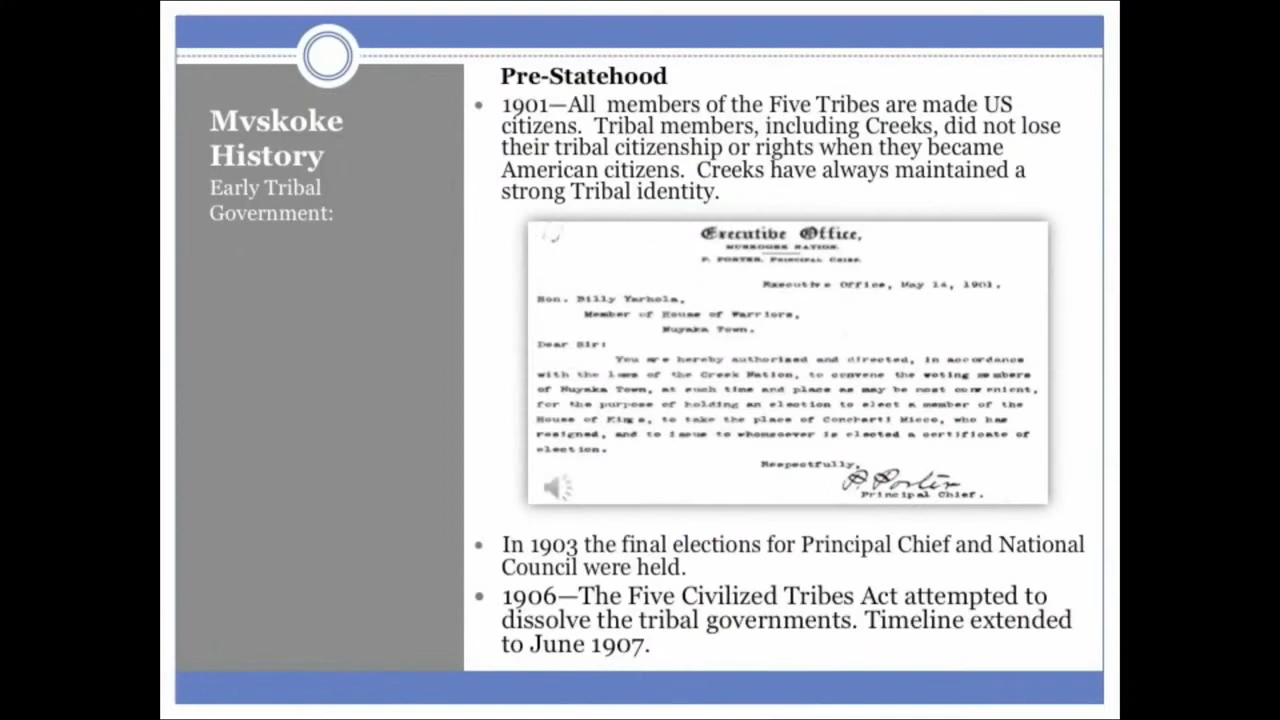 Mvskoke
History
Early Tribal
Government:
Pre-Statehood
• 1901—All members of the Five Tribes are made US
citizens. Tribal members, including Creeks, did not lose
their tribal citizenship or rights when they became
American citizens. Creeks have always maintained a
strong Tribal identity.
Executive Office,
MUSKOGEE NATION.
P. PORTER, PRINCIPAL CHIEF.
Executive Office, May 14, 1901.
Hon. Billy Yarhola,
Member of House of Warriors,
Nuyaka Town.
Dear Sir:
You are hereby authorized and directed, in accordance
with the laws of the Creek Nation, to convene the voting members
of Nuyaka Town, at such time and place as may be most convenient,
for the purpose of holding an election to elect a member of the
House of Kings, to take the place of Concharti Micco, who has
resigned, and to issue to whomsoever is elected a certificate of
election.
Respectfully,
P. Porter
Principal Chief.
• In 1903 the final elections for Principal Chief and National
Council were held.
• 1906—The Five Civilized Tribes Act attempted to
dissolve the tribal governments. Timeline extended
to June 1907.